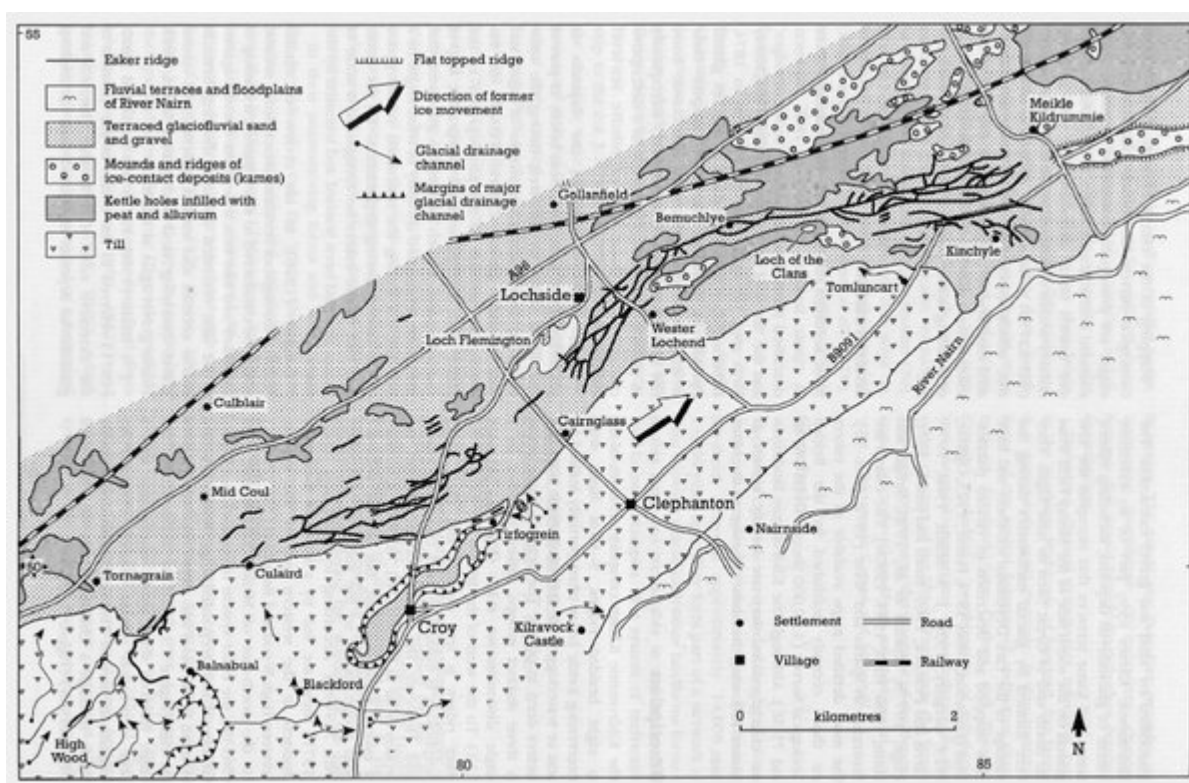 55
Esker ridge
Fluvial terraces and floodplains
of River Nairn
Terraced glaciofluvial sand
and gravel
Mounds and ridges of
ice-contact deposits (kames)
Kettle holes infilled with
peat and alluvium
Till
Flat topped ridge
Direction of former
ice movement
Glacial drainage
channel
Margins of major
glacial drainage
channel
Meikle
Kildrummie
Gollanfield
Bemuchlye
Kinchyle
Loch of the
Clans
Tomluncart
A96
Lochside
Wester
Lochend
Loch Flemington
B9091
River Nairn
Culblair
Cairnglass
Mid Coul
Clephanton
Nairnside
Tirfogrein
50
Tornagrain
Culaird
Croy
Kilravock
Castle
Balnabual
Blackford
High
Wood
Settlement
Road
Village
Railway
0 kilometres 2
N
80
85